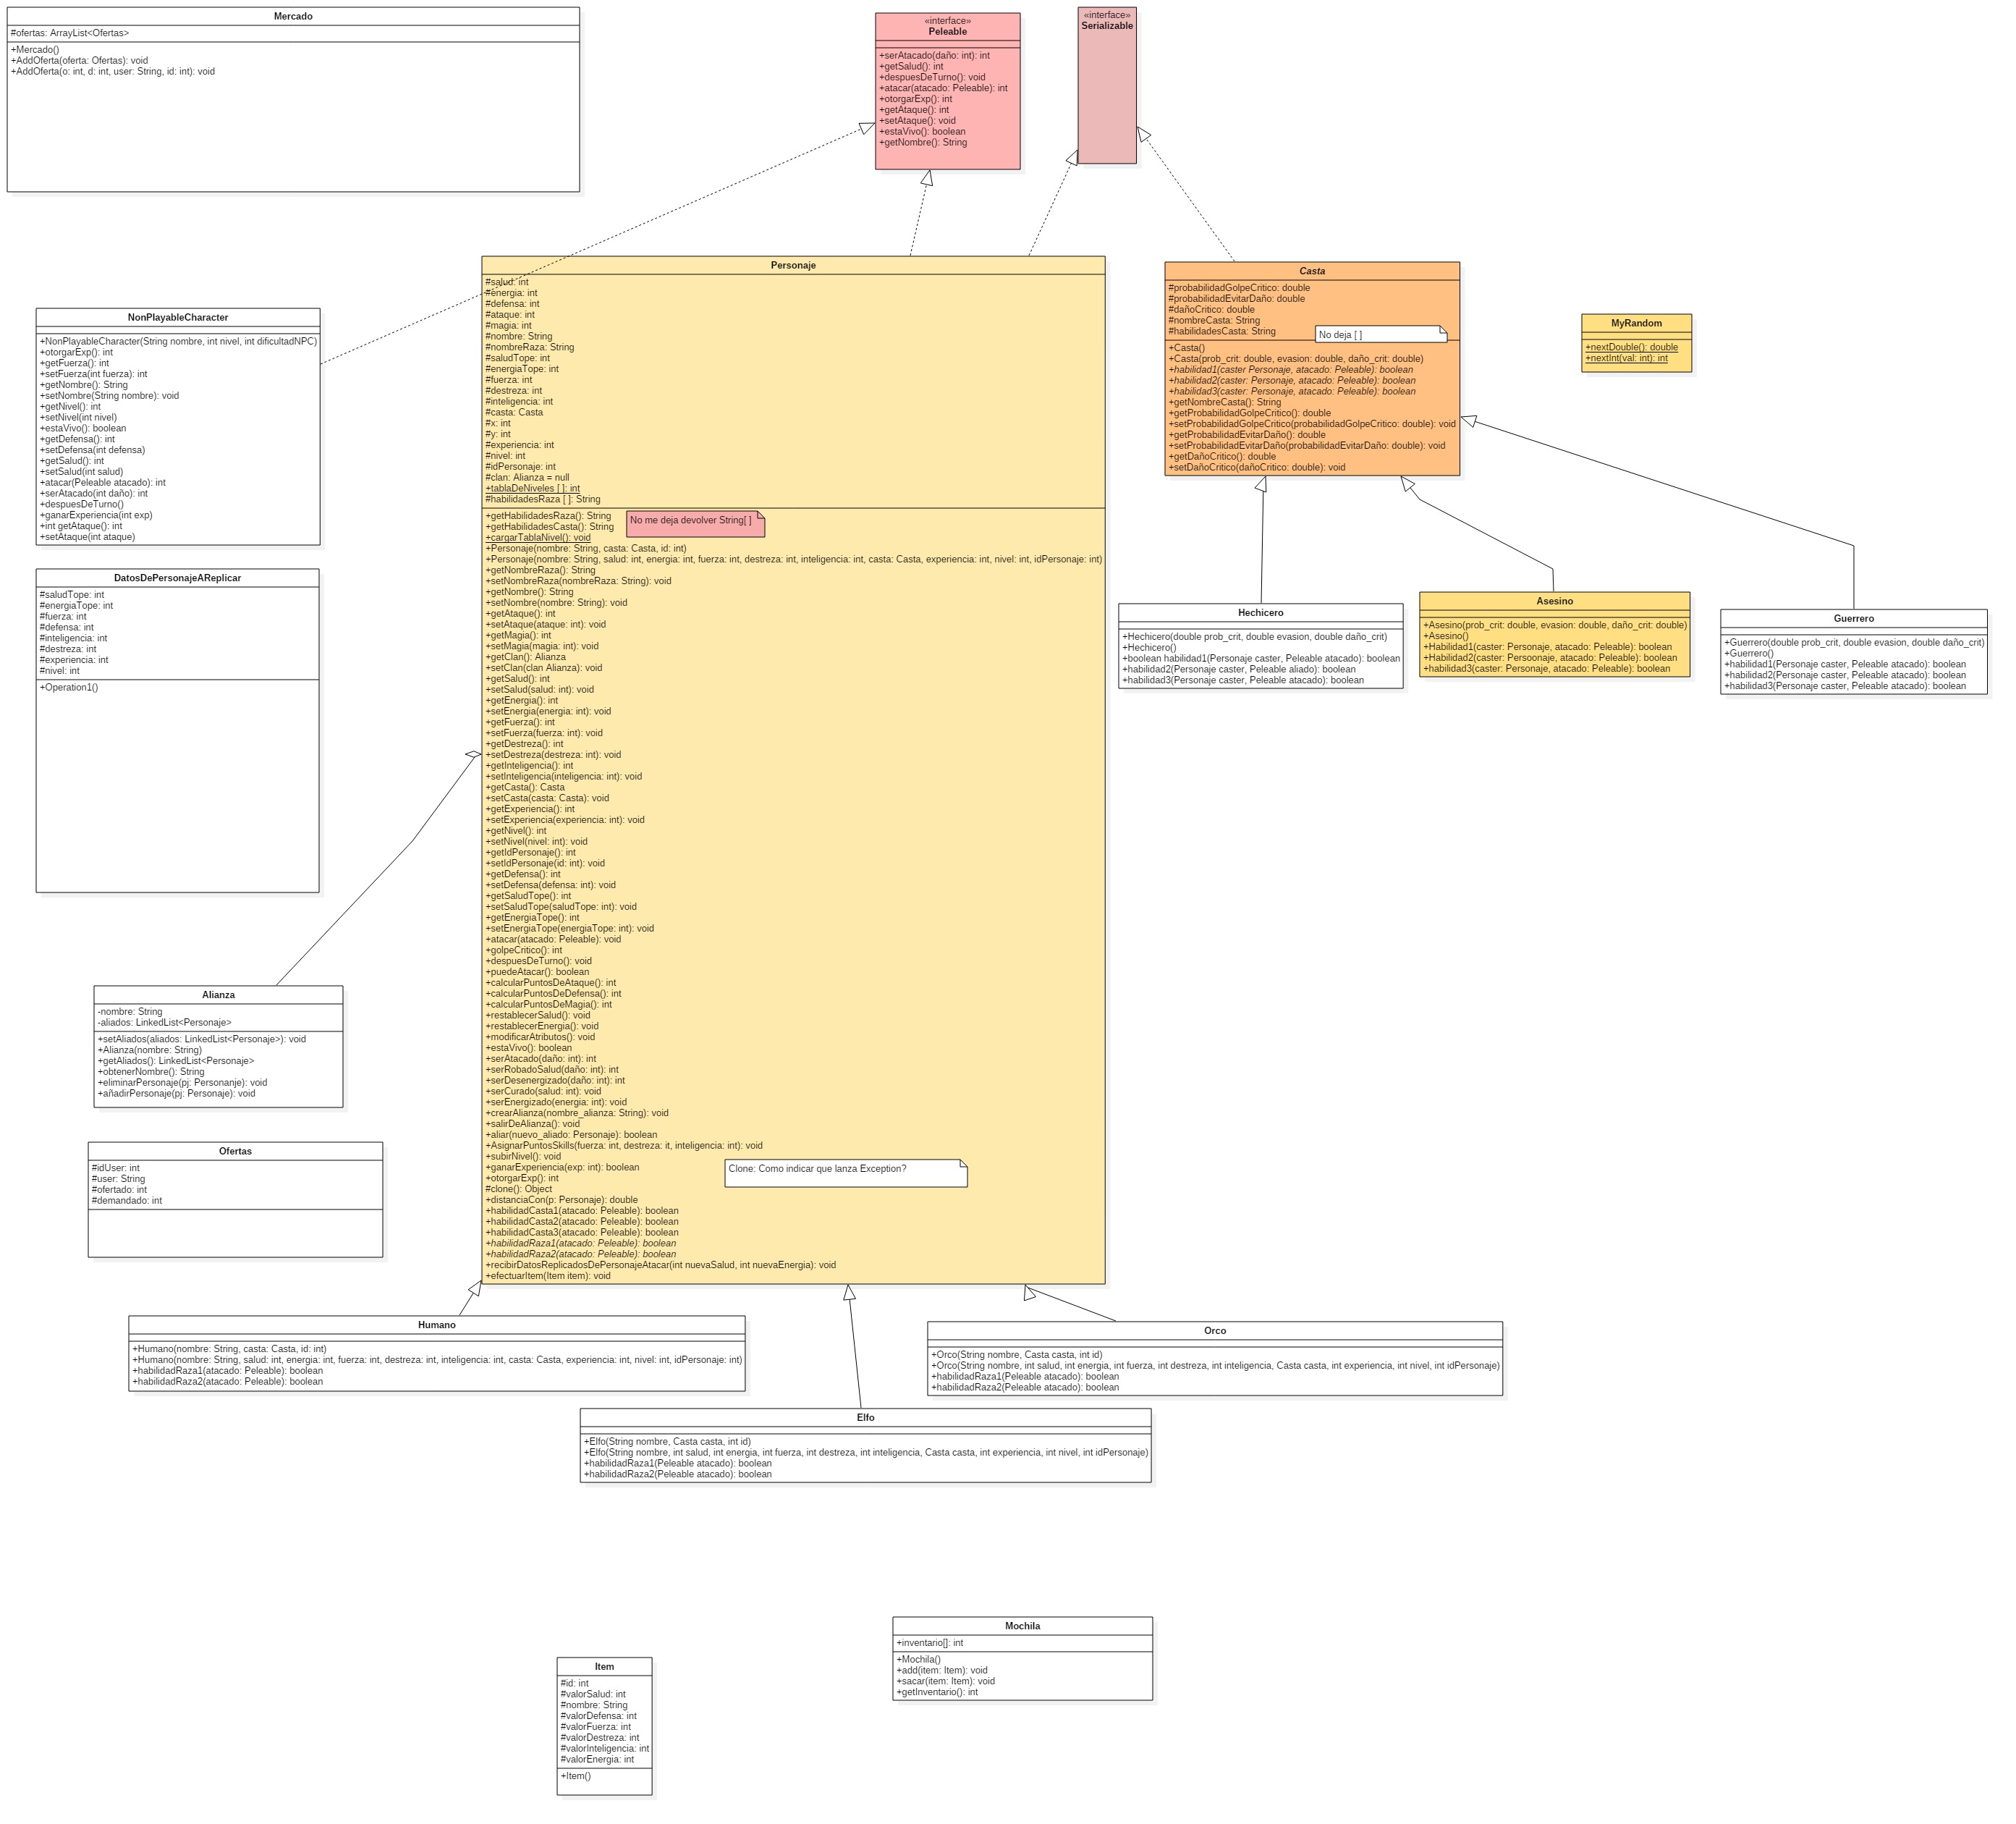 Mercado
#ofertas: ArrayList<Ofertas>
+Mercado()
+AddOferta(oferta: Ofertas): void
+AddOferta(o: int, d: int, user: String, id: int): void
«interface»
Peleable
+serAtacado(daño: int): int
+getSalud(): int
+despuesDeTurno(): void
+atacar(atacado: Peleable): int
+otorgarExp(): int
+getAtaque(): int
+setAtaque(): void
+estaVivo(): boolean
+getNombre(): String
«interface»
Serializable
Personaje
#salud: int
#energia: int
#defensa: int
#ataque: int
#magia: int
#nombre: String
#nombreRaza: String
#saludTope: int
#energiaTope: int
#fuerza: int
#destreza: int
#inteligencia: int
#casta: Casta
#x: int
#y: int
#experiencia: int
#nivel: int
#idPersonaje: int
#clan: Alianza = null
+tablaDeNiveles [ ]: int
#habilidadesRaza [ ]: String
+getHabilidadesRaza(): String
+getHabilidadesCasta(): String
+cargarTablaNivel(): void
No me deja devolver String[ ]
+Personaje(nombre: String, casta: Casta, id: int)
+Personaje(nombre: String, salud: int, energia: int, fuerza: int, destreza: int, inteligencia: int, casta: Casta, experiencia: int, nivel: int, idPersonaje: int)
+getNombreRaza(): String
+setNombreRaza(nombreRaza: String): void
+getNombre(): String
+setNombre(nombre: String): void
+getAtaque(): int
+setAtaque(ataque: int): void
+getMagia(): int
+setMagia(magia: int): void
+getClan(): Alianza
+setClan(clan Alianza): void
+getSalud(): int
+setSalud(salud: int): void
+getEnergia(): int
+setEnergia(energia: int): void
+getFuerza(): int
+setFuerza(fuerza: int): void
+getDestreza(): int
+setDestreza(destreza: int): void
+getInteligencia(): int
+setInteligencia(inteligencia: int): void
+getCasta(): Casta
+setCasta(casta: Casta): void
+getExperiencia(): int
+setExperiencia(experiencia: int): void
+getNivel(): int
+setNivel(nivel: int): void
+getIdPersonaje(): int
+setIdPersonaje(id: int): void
+getDefensa(): int
+setDefensa(defensa: int): void
+getSaludTope(): int
+setSaludTope(saludTope: int): void
+getEnergiaTope(): int
+setEnergiaTope(energiaTope: int): void
+atacar(atacado: Peleable): void
+golpeCritico(): int
+despuesDeTurno(): void
+puedeAtacar(): boolean
+calcularPuntosDeAtaque(): int
+calcularPuntosDeDefensa(): int
+calcularPuntosDeMagia(): int
+restablecerSalud(): void
+restablecerEnergia(): void
+modificarAtributos(): void
+estaVivo(): boolean
+serAtacado(daño: int): int
+serRobadoSalud(daño: int): int
+serDesenergizado(daño: int): int
+serCurado(salud: int): void
+serEnergizado(energia: int): void
+crearAlianza(nombre_alianza: String): void
+salirDeAlianza(): void
+aliar(nuevo_aliado: Personaje): boolean
+AsignarPuntosSkills(fuerza: int, destreza: it, inteligencia: int): void
+subirNivel(): void
+ganarExperiencia(exp: int): boolean
+otorgarExp(): int
Clone: Como indicar que lanza Exception?
#clone(): Object
+distanciaCon(p: Personaje): double
+habilidadCasta1(atacado: Peleable): boolean
+habilidadCasta2(atacado: Peleable): boolean
+habilidadCasta3(atacado: Peleable): boolean
+habilidadRaza1(atacado: Peleable): boolean
+habilidadRaza2(atacado: Peleable): boolean
+recibirDatosReplicadosDePersonajeAtacar(int nuevaSalud, int nuevaEnergia): void
+efectuarItem(Item item): void
Casta
#probabilidadGolpeCritico: double
#probabilidadEvitarDaño: double
#dañoCritico: double
#nombreCasta: String
#habilidadesCasta: String
No deja [ ]
+Casta()
+Casta(prob_crit: double, evasion: double, daño_crit: double)
+habilidad1(caster Personaje, atacado: Peleable): boolean
+habilidad2(caster: Personaje, atacado: Peleable): boolean
+habilidad3(caster: Personaje, atacado: Peleable): boolean
+getNombreCasta(): String
+getProbabilidadGolpeCritico(): double
+setProbabilidadGolpeCritico(probabilidadGolpeCritico: double): void
+getProbabilidadEvitarDaño(): double
+setProbabilidadEvitarDaño(probabilidadEvitarDaño: double): void
+getDañoCritico(): double
+setDañoCritico(dañoCritico: double): void
MyRandom
+nextDouble(): double
+nextInt(val: int): int
NonPlayableCharacter
+NonPlayableCharacter(String nombre, int nivel, int dificultadNPC)
+otorgarExp(): int
+getFuerza(): int
+setFuerza(int fuerza): int
+getNombre(): String
+setNombre(String nombre): void
+getNivel(): int
+setNivel(int nivel)
+estaVivo(): boolean
+getDefensa(): int
+setDefensa(int defensa)
+getSalud(): int
+setSalud(int salud)
+atacar(Peleable atacado): int
+serAtacado(int daño): int
+despuesDeTurno()
+ganarExperiencia(int exp)
+int getAtaque(): int
+setAtaque(int ataque)
DatosDePersonajeAReplicar
#saludTope: int
#energiaTope: int
#fuerza: int
#defensa: int
#inteligencia: int
#destreza: int
#experiencia: int
#nivel: int
+Operation1()
Hechicero
+Hechicero(double prob_crit, double evasion, double daño_crit)
+Hechicero()
+boolean habilidad1(Personaje caster, Peleable atacado): boolean
+habilidad2(Personaje caster, Peleable aliado): boolean
+habilidad3(Personaje caster, Peleable atacado): boolean
Asesino
+Asesino(prob_crit: double, evasion: double, daño_crit: double)
+Asesino()
+Habilidad1(caster: Personaje, atacado: Peleable): boolean
+Habilidad2(caster: Personoaje, atacado: Peleable): boolean
+habilidad3(caster: Personaje, atacado: Peleable): boolean
Guerrero
+Guerrero(double prob_crit, double evasion, double daño_crit)
+Guerrero()
+habilidad1(Personaje caster, Peleable atacado): boolean
+habilidad2(Personaje caster, Peleable atacado): boolean
+habilidad3(Personaje caster, Peleable atacado): boolean
Alianza
-nombre: String
-aliados: LinkedList<Personaje>
+setAliados(aliados: LinkedList<Personaje>): void
+Alianza(nombre: String)
+getAliados(): LinkedList<Personaje>
+obtenerNombre(): String
+eliminarPersonaje(pj: Personanje): void
+añadirPersonaje(pj: Personaje): void
Ofertas
#idUser: int
#user: String
#ofertado: int
#demandado: int
Humano
+Humano(nombre: String, casta: Casta, id: int)
+Humano(nombre: String, salud: int, energia: int, fuerza: int, destreza: int, inteligencia: int, casta: Casta, experiencia: int, nivel: int, idPersonaje: int)
+habilidadRaza1(atacado: Peleable): boolean
+habilidadRaza2(atacado: Peleable): boolean
Orco
+Orco(String nombre, Casta casta, int id)
+Orco(String nombre, int salud, int energia, int fuerza, int destreza, int inteligencia, Casta casta, int experiencia, int nivel, int idPersonaje)
+habilidadRaza1(Peleable atacado): boolean
+habilidadRaza2(Peleable atacado): boolean
Elfo
+Elfo(String nombre, Casta casta, int id)
+Elfo(String nombre, int salud, int energia, int fuerza, int destreza, int inteligencia, Casta casta, int experiencia, int nivel, int idPersonaje)
+habilidadRaza1(Peleable atacado): boolean
+habilidadRaza2(Peleable atacado): boolean
Mochila
+inventario[]: int
+Mochila()
+add(item: Item): void
+sacar(item: Item): void
+getInventario(): int
Item
#id: int
#valorSalud: int
#nombre: String
#valorDefensa: int
#valorFuerza: int
#valorDestreza: int
#valorInteligencia: int
#valorEnergia: int
+Item()